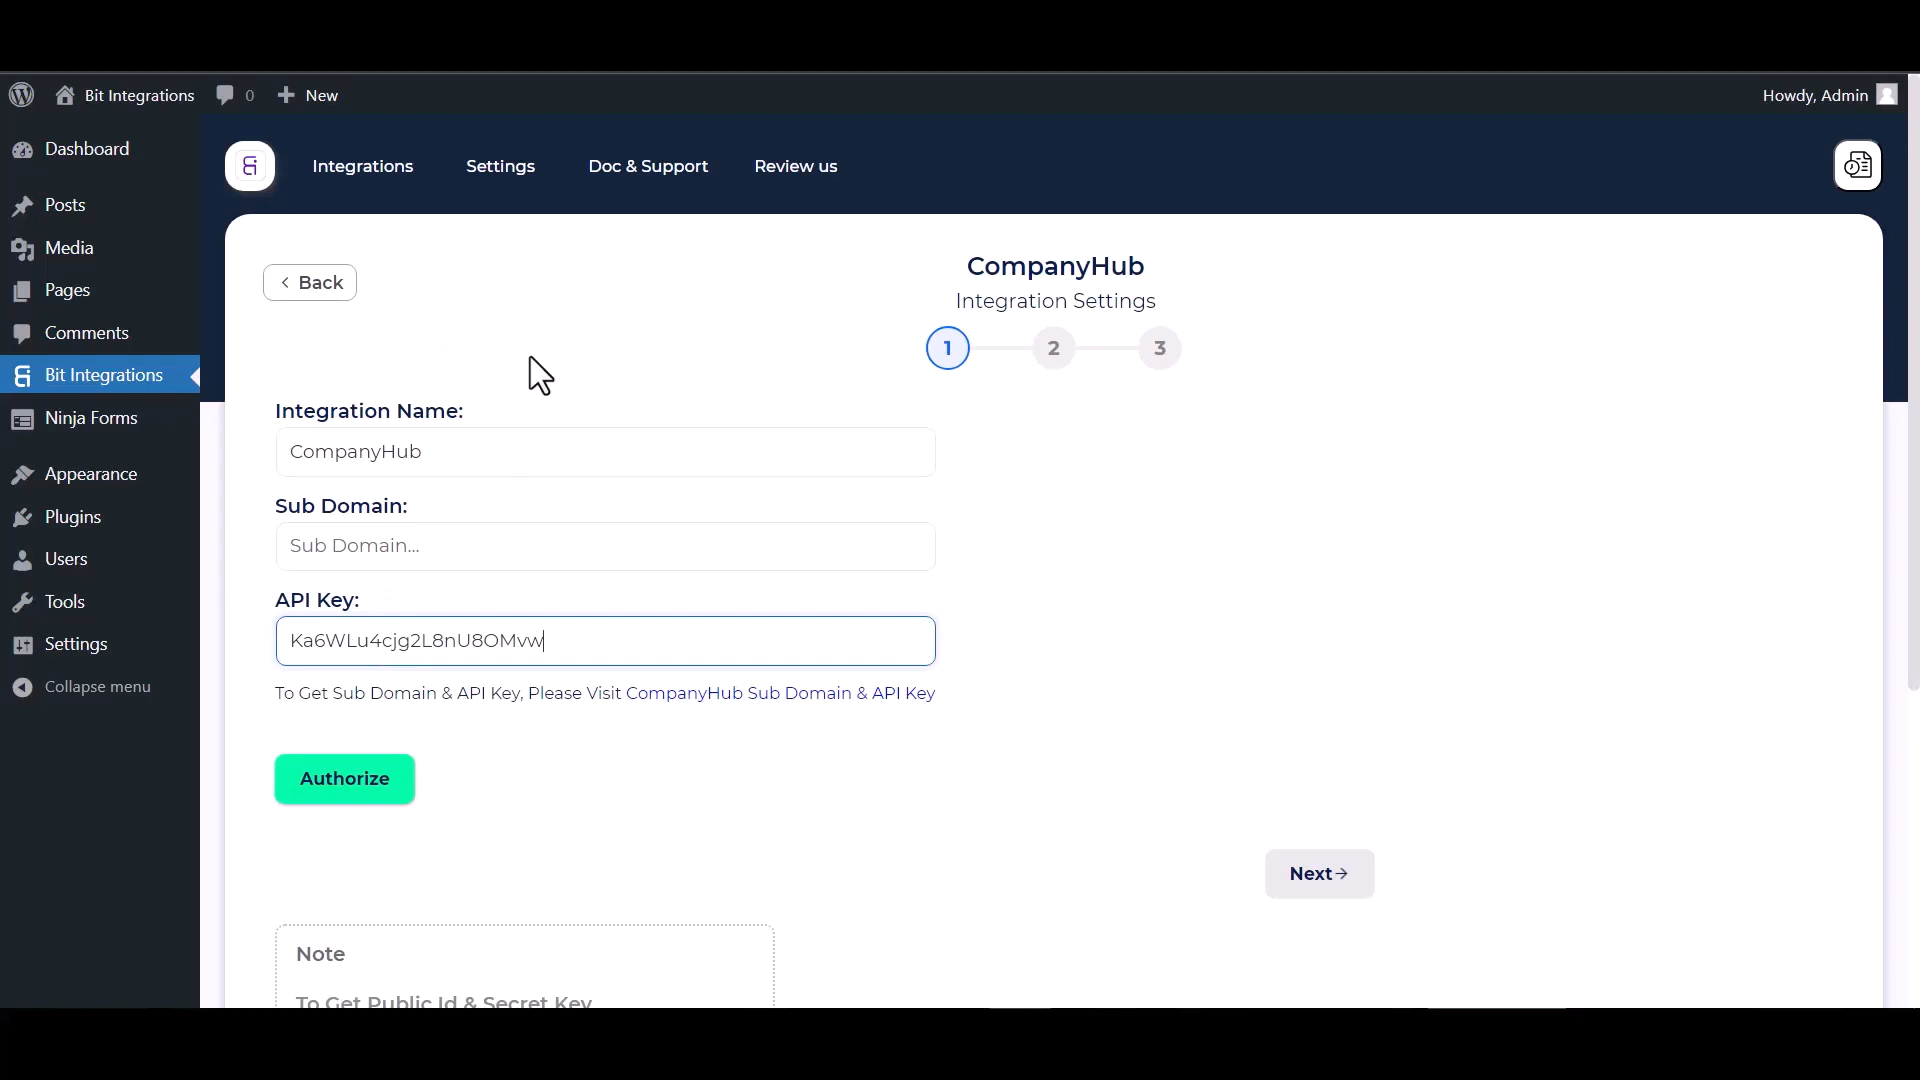 Bit Integrations 0 New Howdy, Admin
Dashboard
Posts
Media
Pages
Comments
Bit Integrations
Ninja Forms
Appearance
Plugins
Users
Tools
Settings
Collapse menu
Integrations Settings Doc & Support Review us
Back
CompanyHub
Integration Settings
1 2 3
Integration Name:
CompanyHub
Sub Domain:
Sub Domain...
API Key:
Ka6WLu4cjg2L8nU8OMvw
To Get Sub Domain & API Key, Please Visit CompanyHub Sub Domain & API Key
Authorize
Next→
Note
To Get Public Id & Secret Key